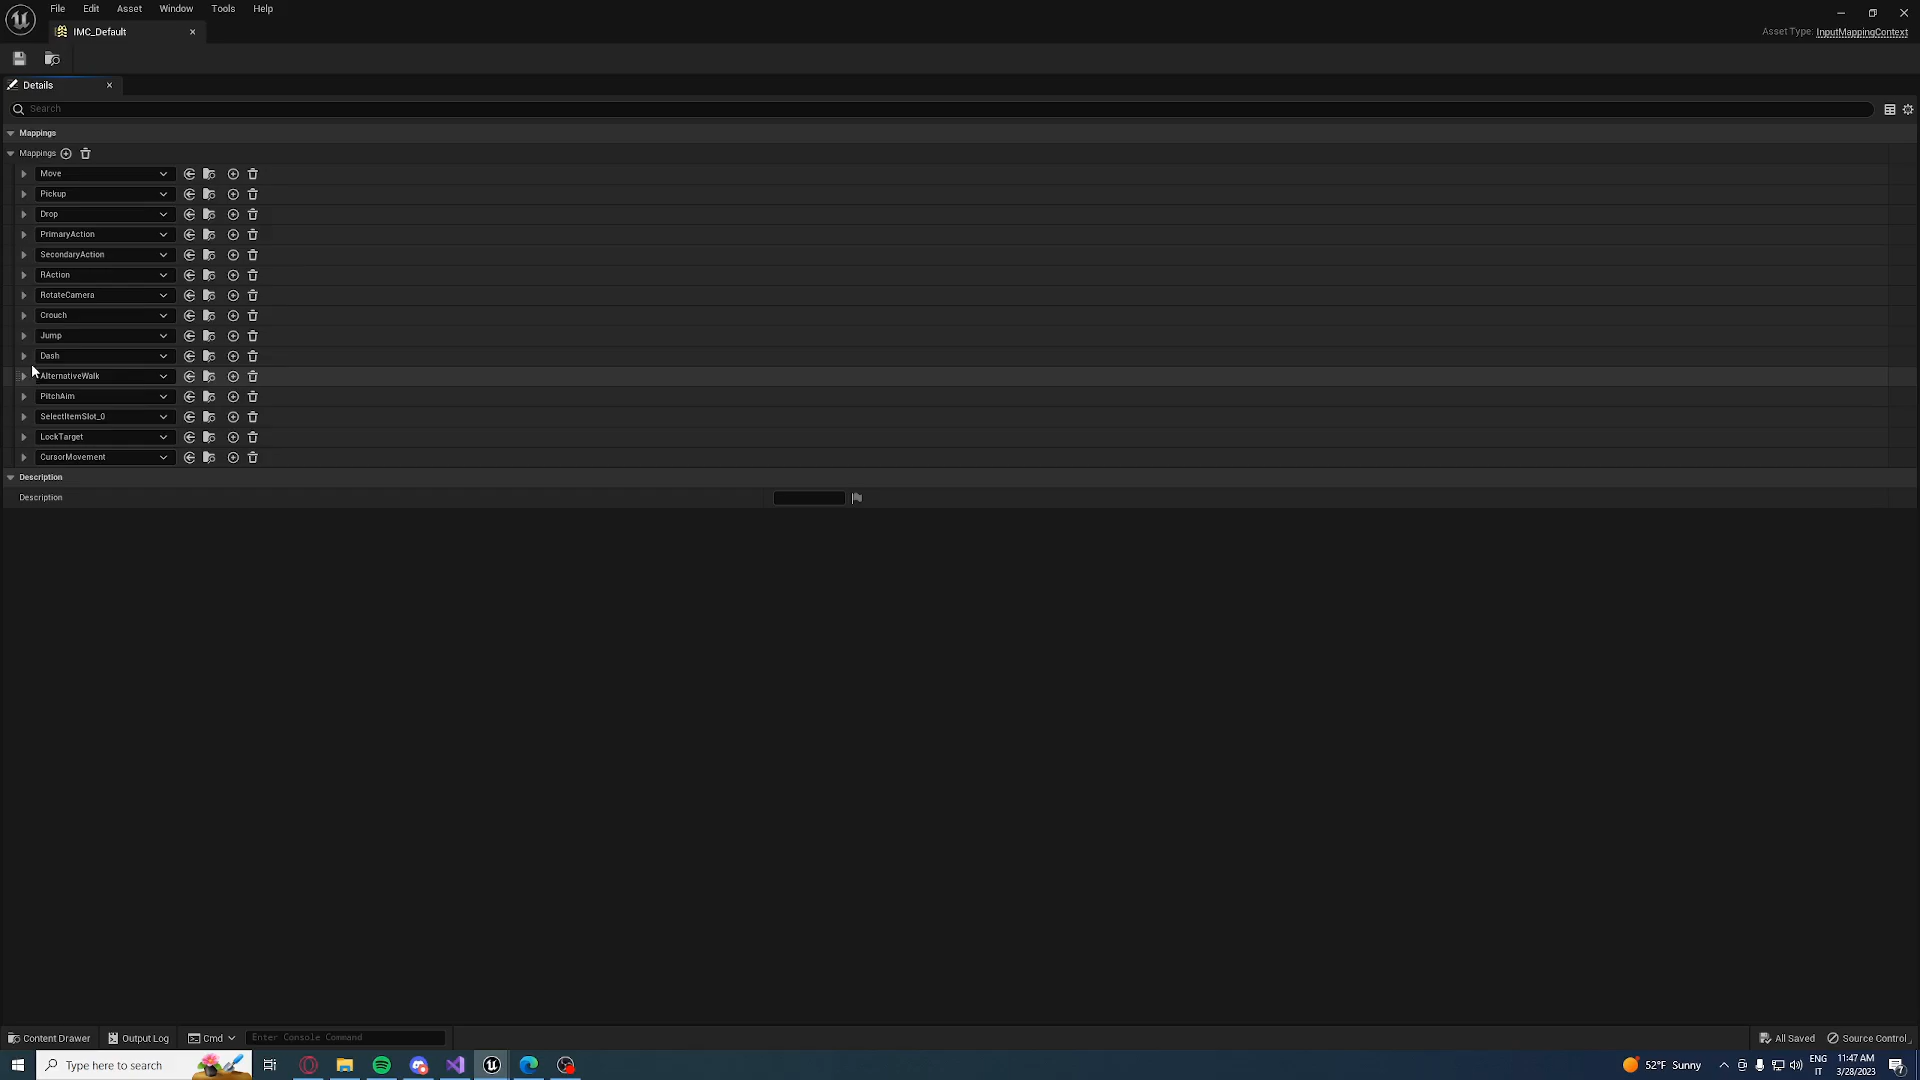 File Edit Asset Window Tools Help
IMC_Default
Asset Type: InputMappingContext
Details
Search
Mappings
Mappings
Move
Pickup
Drop
PrimaryAction
SecondaryAction
RAction
RotateCamera
Crouch
Jump
Dash
AlternativeWalk
PitchAim
SelectItemSlot_0
LockTarget
CursorMovement
Description
Description
Content Drawer Output Log Cmd Enter Console Command All Saved Source Control
Type here to search 52°F Sunny ENG 11:47 AM
IT 3/28/2023 7